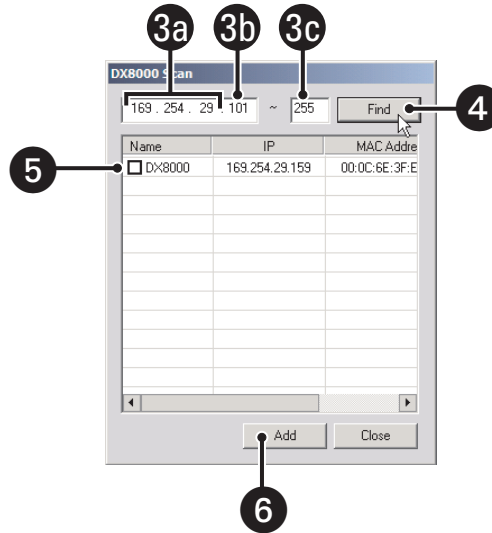 3a 3b 3c
DX8000 Scan
169 . 254 . 29 . 101 ~ 255 Find 4
Name IP MAC Addre
5 DX8000 169.254.29.159 00:0C:6E:3F:E
Add Close
6